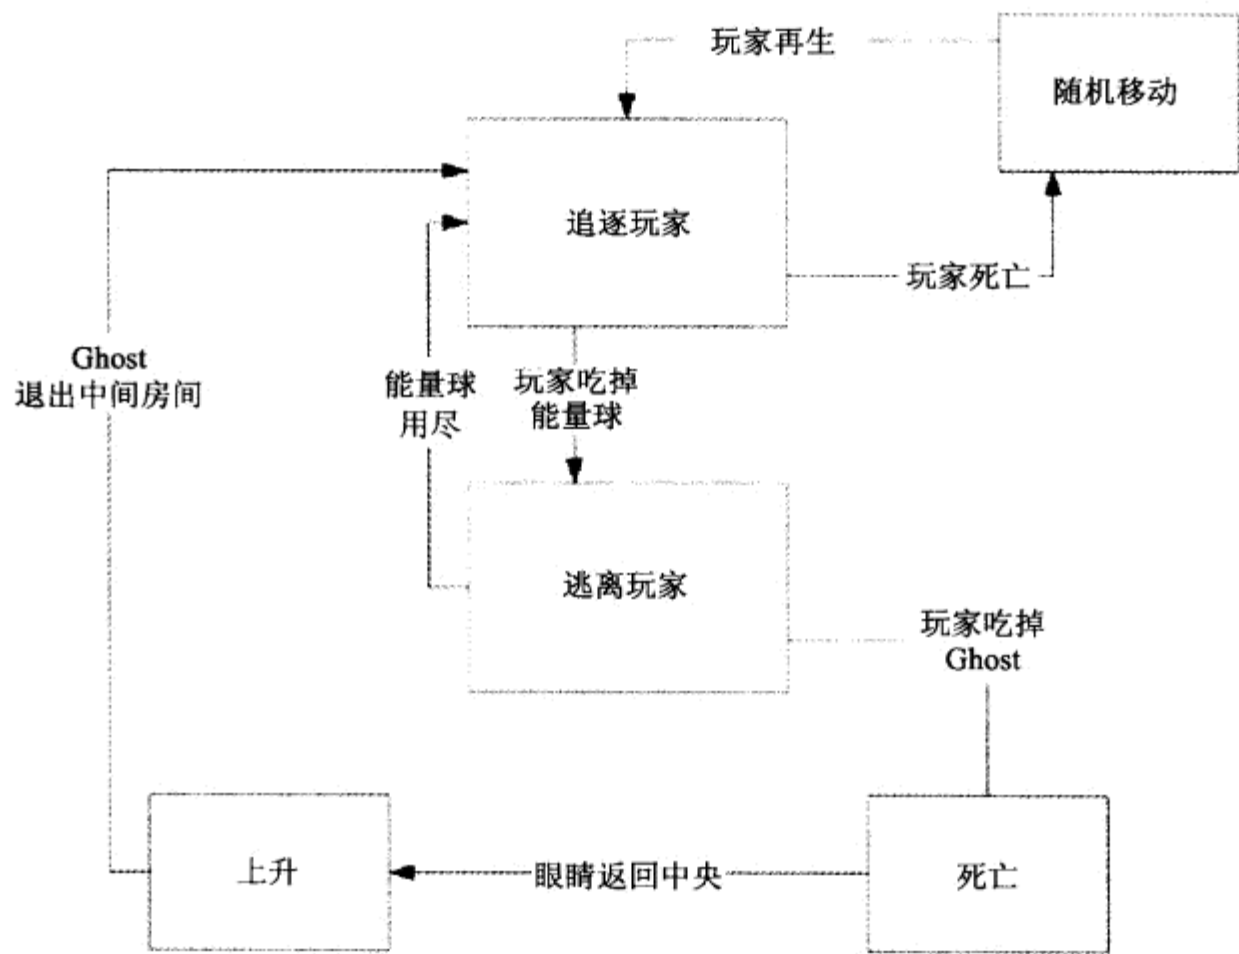 玩家再生
随机移动
追逐玩家
玩家死亡
Ghost
退出中间房间
能量球
用尽
玩家吃掉
能量球
逃离玩家
玩家吃掉
Ghost
上升
眼睛返回中央
死亡